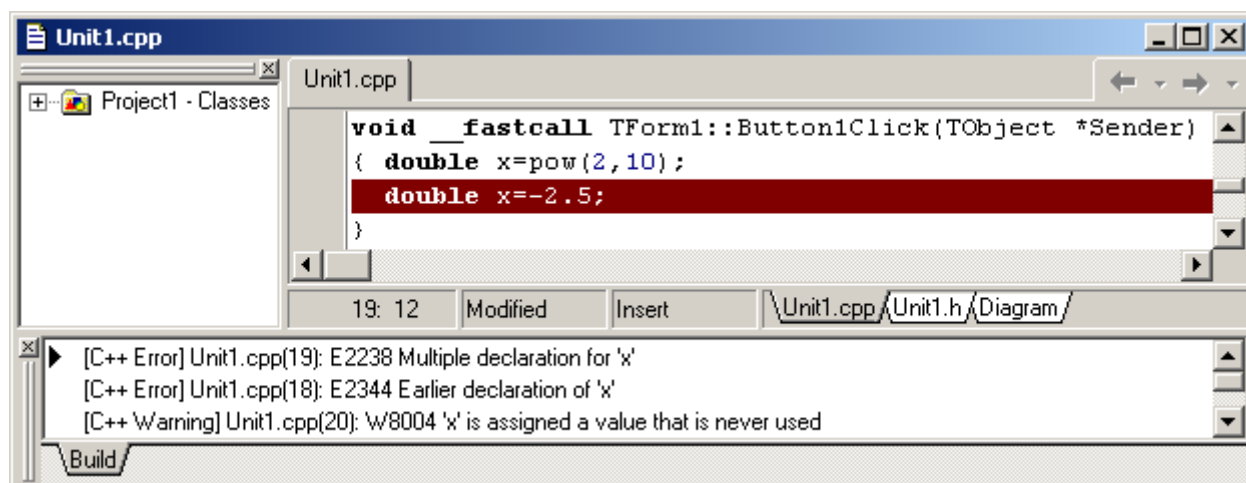 Unit1.cpp
Project1 - Classes
Unit1.cpp
void __fastcall TForm1::Button1Click(TObject *Sender)
{ double x=pow(2,10);
double x=-2.5;
}
19: 12 Modified Insert Unit1.cpp Unit1.h Diagram
[C++ Error] Unit1.cpp(19): E2238 Multiple declaration for 'x'
[C++ Error] Unit1.cpp(18): E2344 Earlier declaration of 'x'
[C++ Warning] Unit1.cpp(20): W8004 'x' is assigned a value that is never used
Build